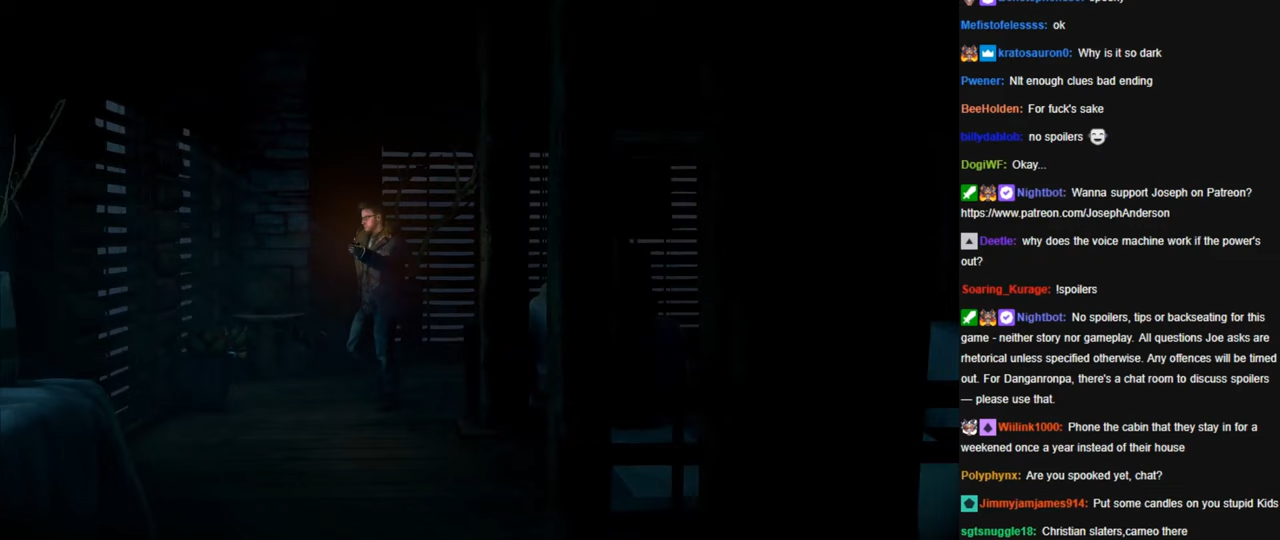 Mefistofelessss: ok
kratosauron0: Why is it so dark
Pwener: NIt enough clues bad ending
BeeHolden: For fuck's sake
billydablob: no spoilers
DogiWF: Okay...
Nightbot: Wanna support Joseph on Patreon?
https://www.patreon.com/JosephAnderson
Deetle: why does the voice machine work if the power's
out?
Soaring_Kurage: !spoilers
Nightbot: No spoilers, tips or backseating for this
game - neither story nor gameplay. All questions Joe asks are
rhetorical unless specified otherwise. Any offences will be timed
out. For Danganronpa, there's a chat room to discuss spoilers
— please use that.
Wiilink1000: Phone the cabin that they stay in for a
weekened once a year instead of their house
Polyphynx: Are you spooked yet, chat?
Jimmyjamjames914: Put some candles on you stupid Kids
sgtsnuggle18: Christian slaters,cameo there